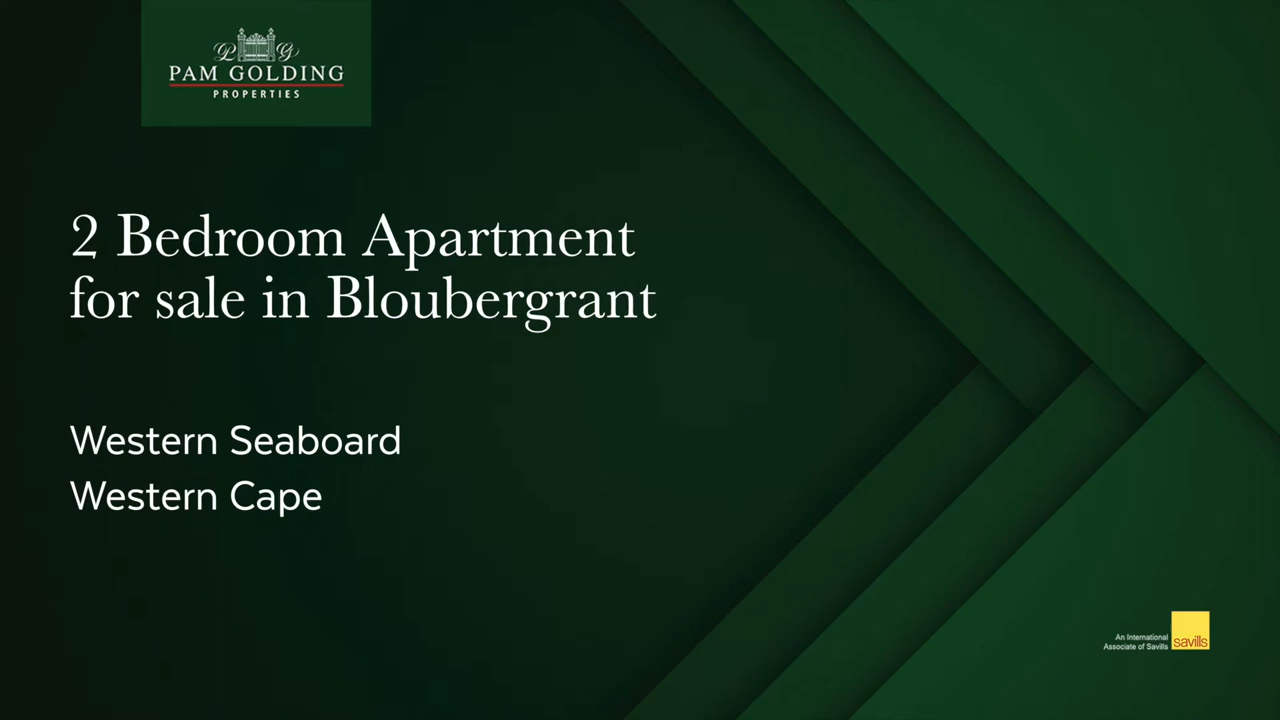 P G
PAM GOLDING
PROPERTIES
2 Bedroom Apartment
for sale in Bloubergrant
Western Seaboard
Western Cape
An International
Associate of Savills
savills